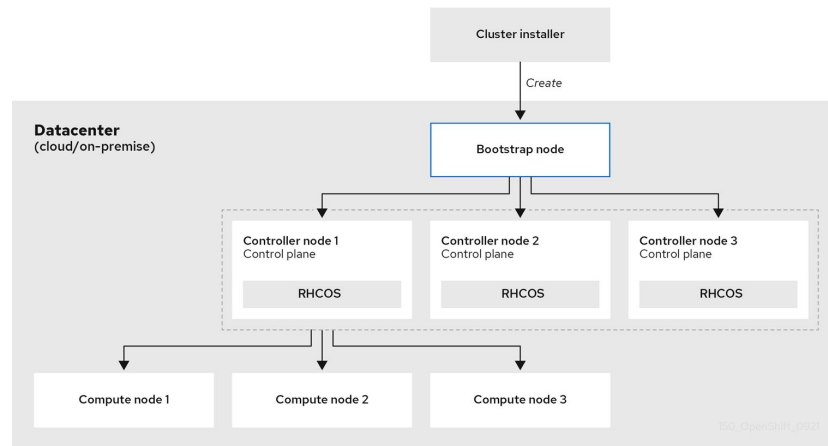 Cluster installer
Create
Datacenter
(cloud/on-premise)
Bootstrap node
Controller node 1
Control plane
RHCOS
Controller node 2
Control plane
RHCOS
Controller node 3
Control plane
RHCOS
Compute node 1
Compute node 2
Compute node 3
150_OpenShift_0921